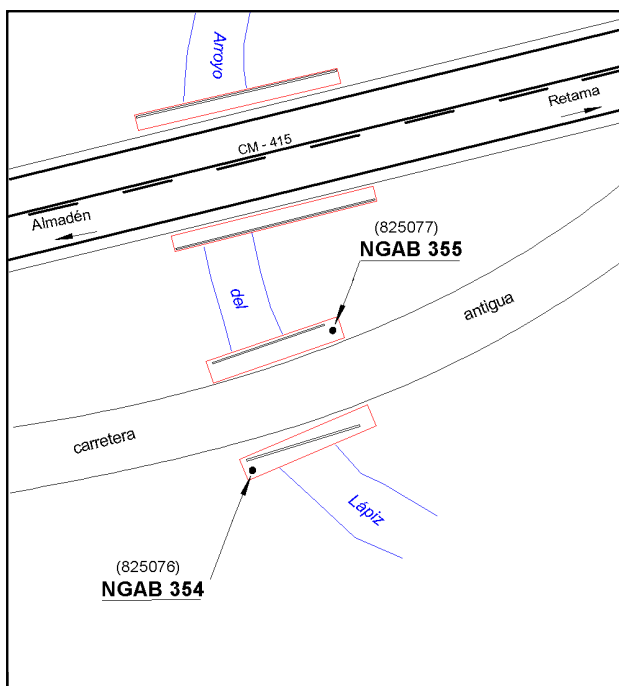 Arroyo
Retama
CM - 415
Almadén
(825077)
NGAB 355
del
antigua
carretera
Lápiz
(825076)
NGAB 354